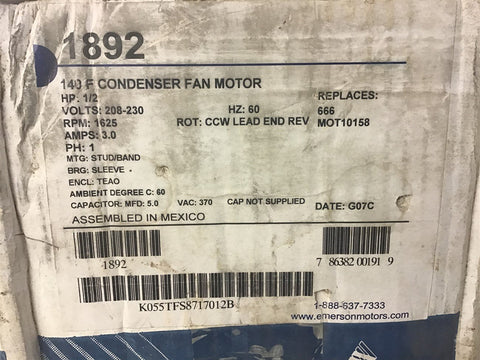 1892
140 F CONDENSER FAN MOTOR
HP: 1/2 REPLACES:
VOLTS: 208-230 HZ: 60 666
RPM: 1625 ROT: CCW LEAD END REV MOT10158
AMPS: 3.0
PH: 1
MTG: STUD/BAND
BRG: SLEEVE
ENCL: TEAO
AMBIENT DEGREE C: 60
CAPACITOR: MFD: 5.0 VAC: 370 CAP NOT SUPPLIED DATE: G07C
ASSEMBLED IN MEXICO
1892 7 86382 00191 9
K055TFS8717012B
1-888-637-7333
www.emersonmotors.com